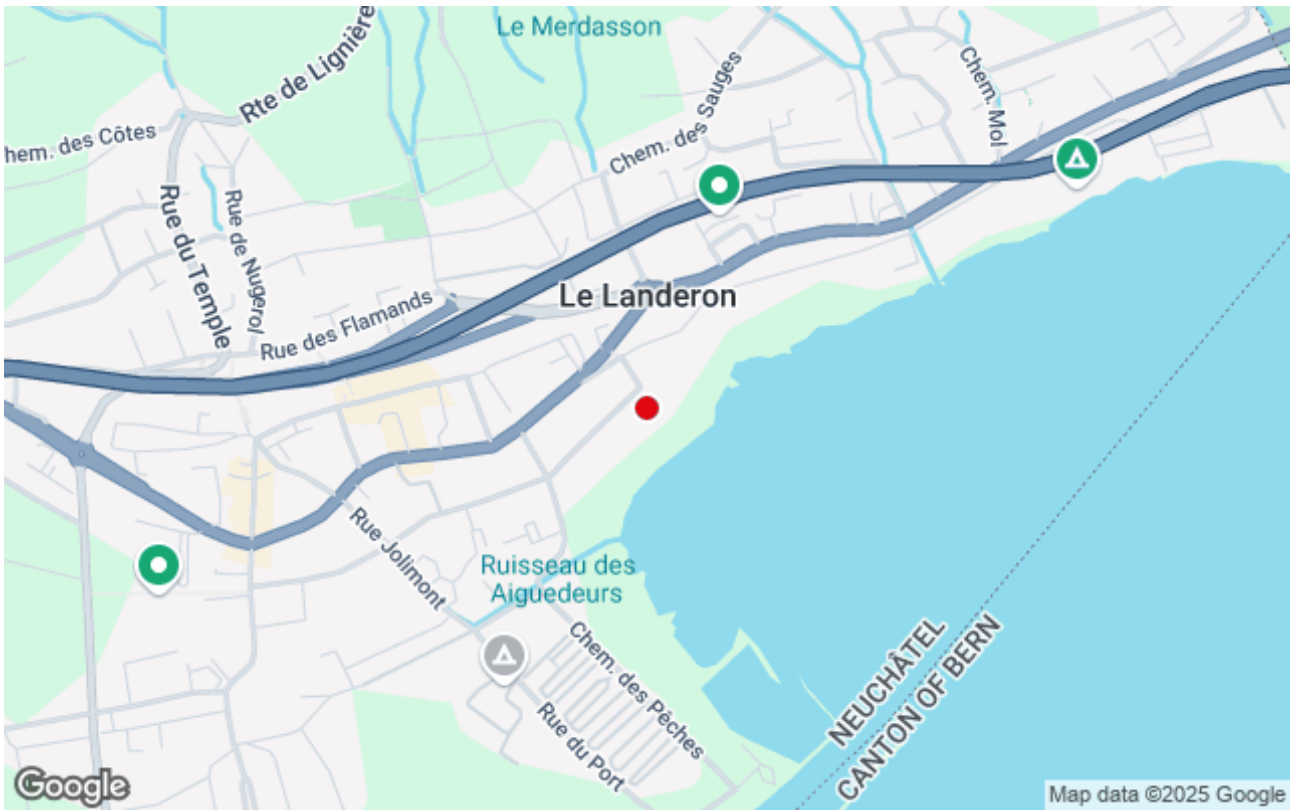 Le Merdasson
Rte de Lignière
Chem. des Sauges
Chem. Mol
hem. des Côtes
Rue du Temple
Rue de Nugerol
Rue des Flamands
Le Landeron
Rue Jolimont
Ruisseau des
Aiguedeurs
Chem. des Pêches
Rue du Port
NEUCHÂTEL
CANTON OF BERN
Google
Map data ©2025 Google